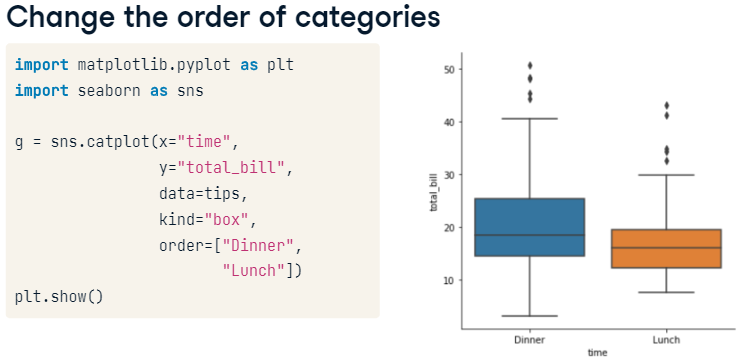 Change the order of categories
import matplotlib.pyplot as plt
import seaborn as sns
g = sns.catplot(x="time",
y="total_bill",
data=tips,
kind="box",
order=["Dinner",
"Lunch"])
plt.show()
50
40
30
20
10
total_bill
Dinner
Lunch
time